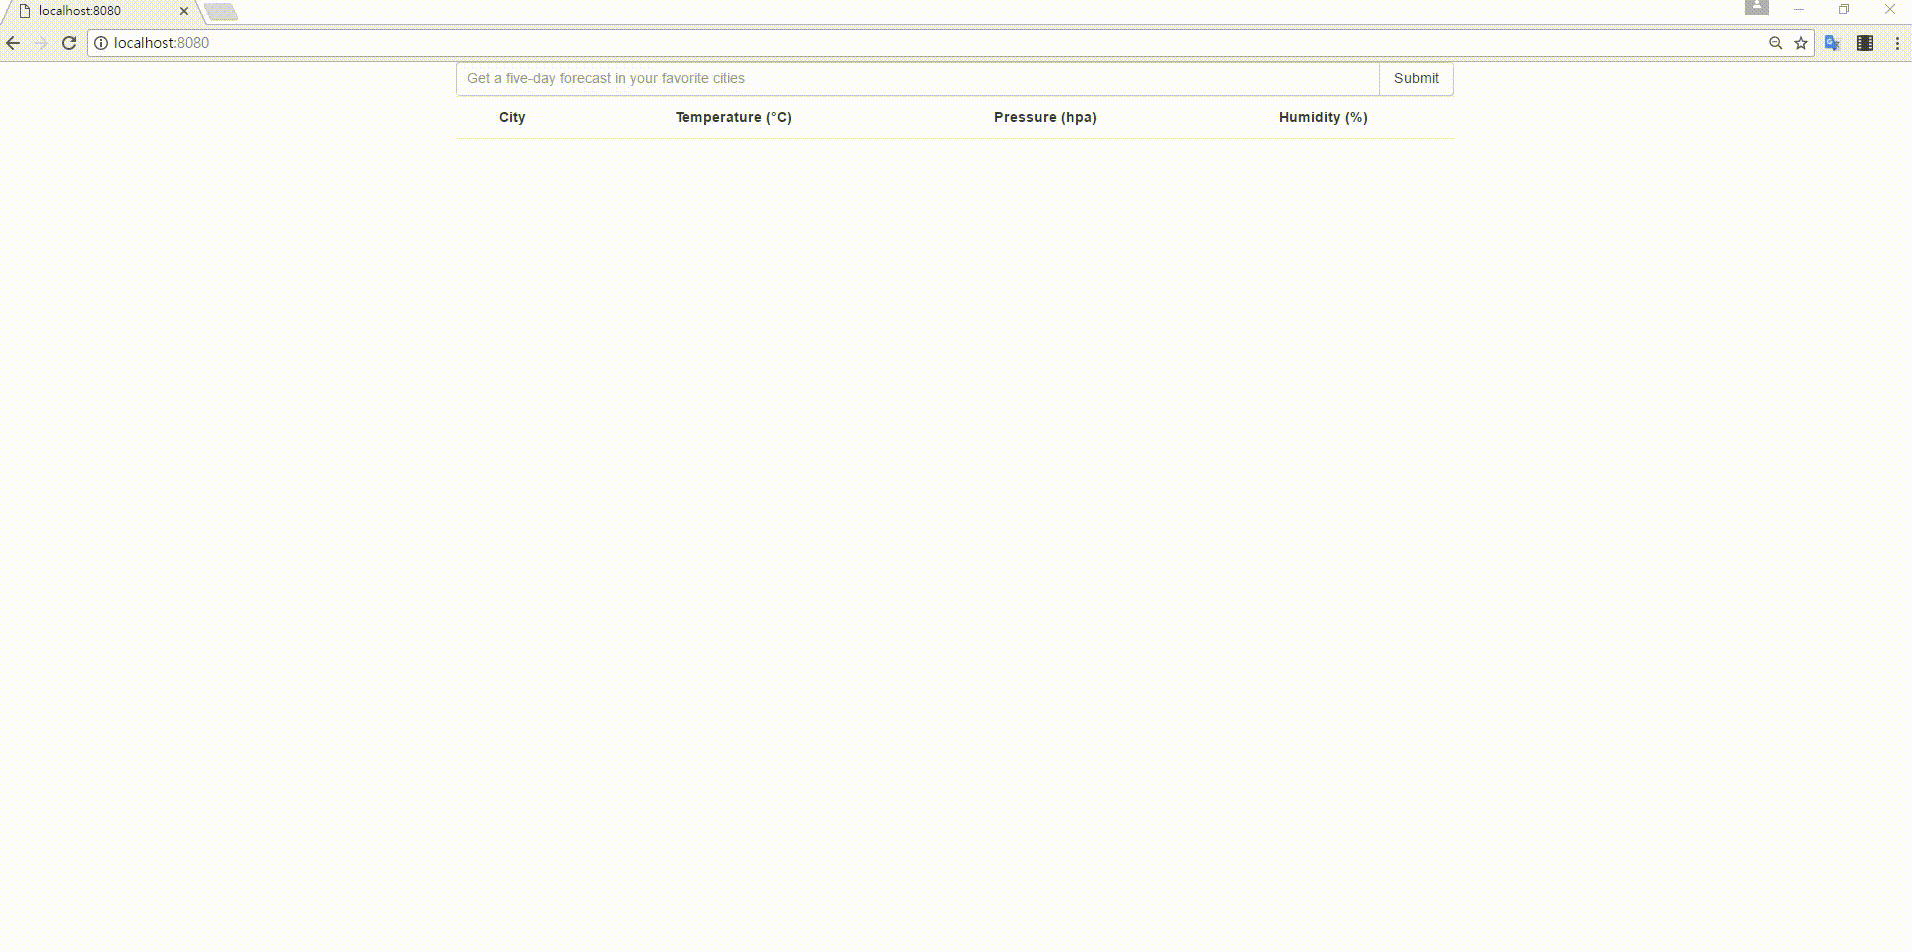 localhost:8080
localhost:8080
Get a five-day forecast in your favorite cities Submit
City Temperature (°C) Pressure (hpa) Humidity (%)